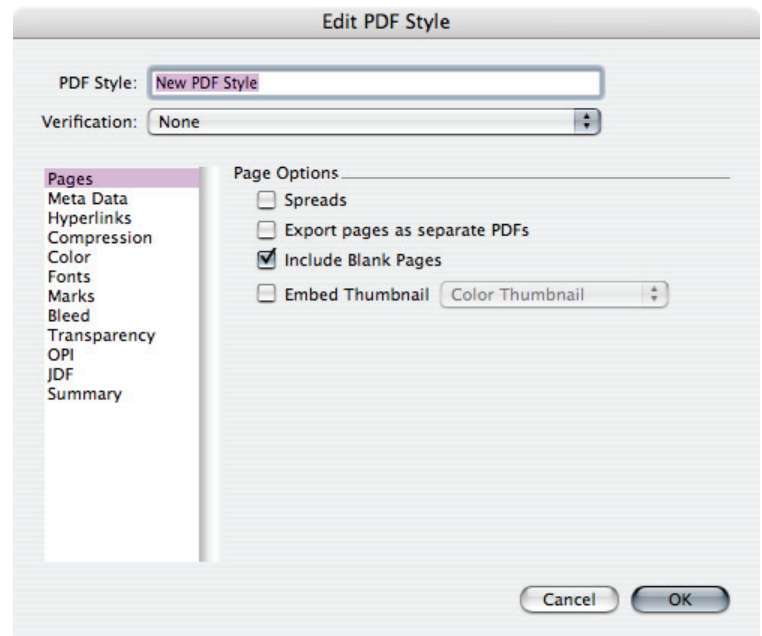 Edit PDF Style
PDF Style: New PDF Style
Verification: None
Pages
Meta Data
Hyperlinks
Compression
Color
Fonts
Marks
Bleed
Transparency
OPI
JDF
Summary
Page Options
Spreads
Export pages as separate PDFs
Include Blank Pages
Embed Thumbnail Color Thumbnail
Cancel OK